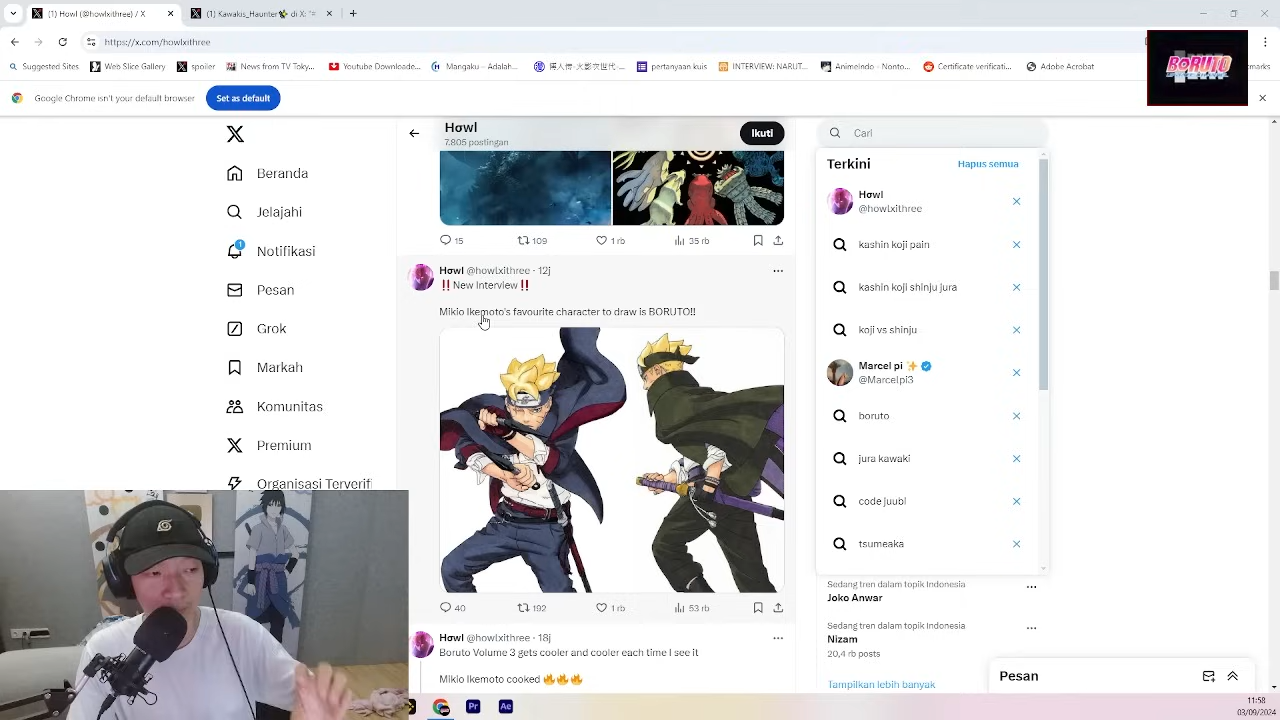 (1) Howl (@howlxithree) / X
(1) Kawaki Hunter
di X: "
https://x.com/howlxithree
Suggested Sites
Web Slice Gallery
spoiler
News from TV Toky...
Youtube Downloader...
pertanyaan kuis
INTERVIEW: NARUT...
Animeindo - Nonto...
Certificate verificati...
Adobe Acrobat
Google Chrome isn't your default browser
Set as default
BORUTO
Howl
7.805 postingan
Ikuti
Cari
Beranda
Jelajahi
1
Notifikasi
Pesan
Grok
Markah
Komunitas
Premium
Organisasi Terverif
15
109
1 rb
35 rb
Howl @howlxithree · 12j
‼️New Interview‼️
Mikio Ikemoto's favourite character to draw is BORUTO!!
40
192
1 rb
53 rb
Howl @howlxithree · 18j
Boruto Volume 3 gets cooler and cooler each time I see it
Mikio Ikemoto cooked 🔥🔥🔥
Terkini
Hapus semua
Howl
@howlxithree
kashin koji pain
kashin koji shinju jura
koji vs shinju
Marcel pi ✨
@Marcelpi3
boruto
jura kawaki
code juubi
tsumeaka
Sedang tren dalam topik Indonesia
Joko Anwar
Sedang tren dalam topik Indonesia
Nizam
20,4 rb posts
Tampilkan lebih banyak
Pesan
Pr
Ae
11:58
03/09/2024